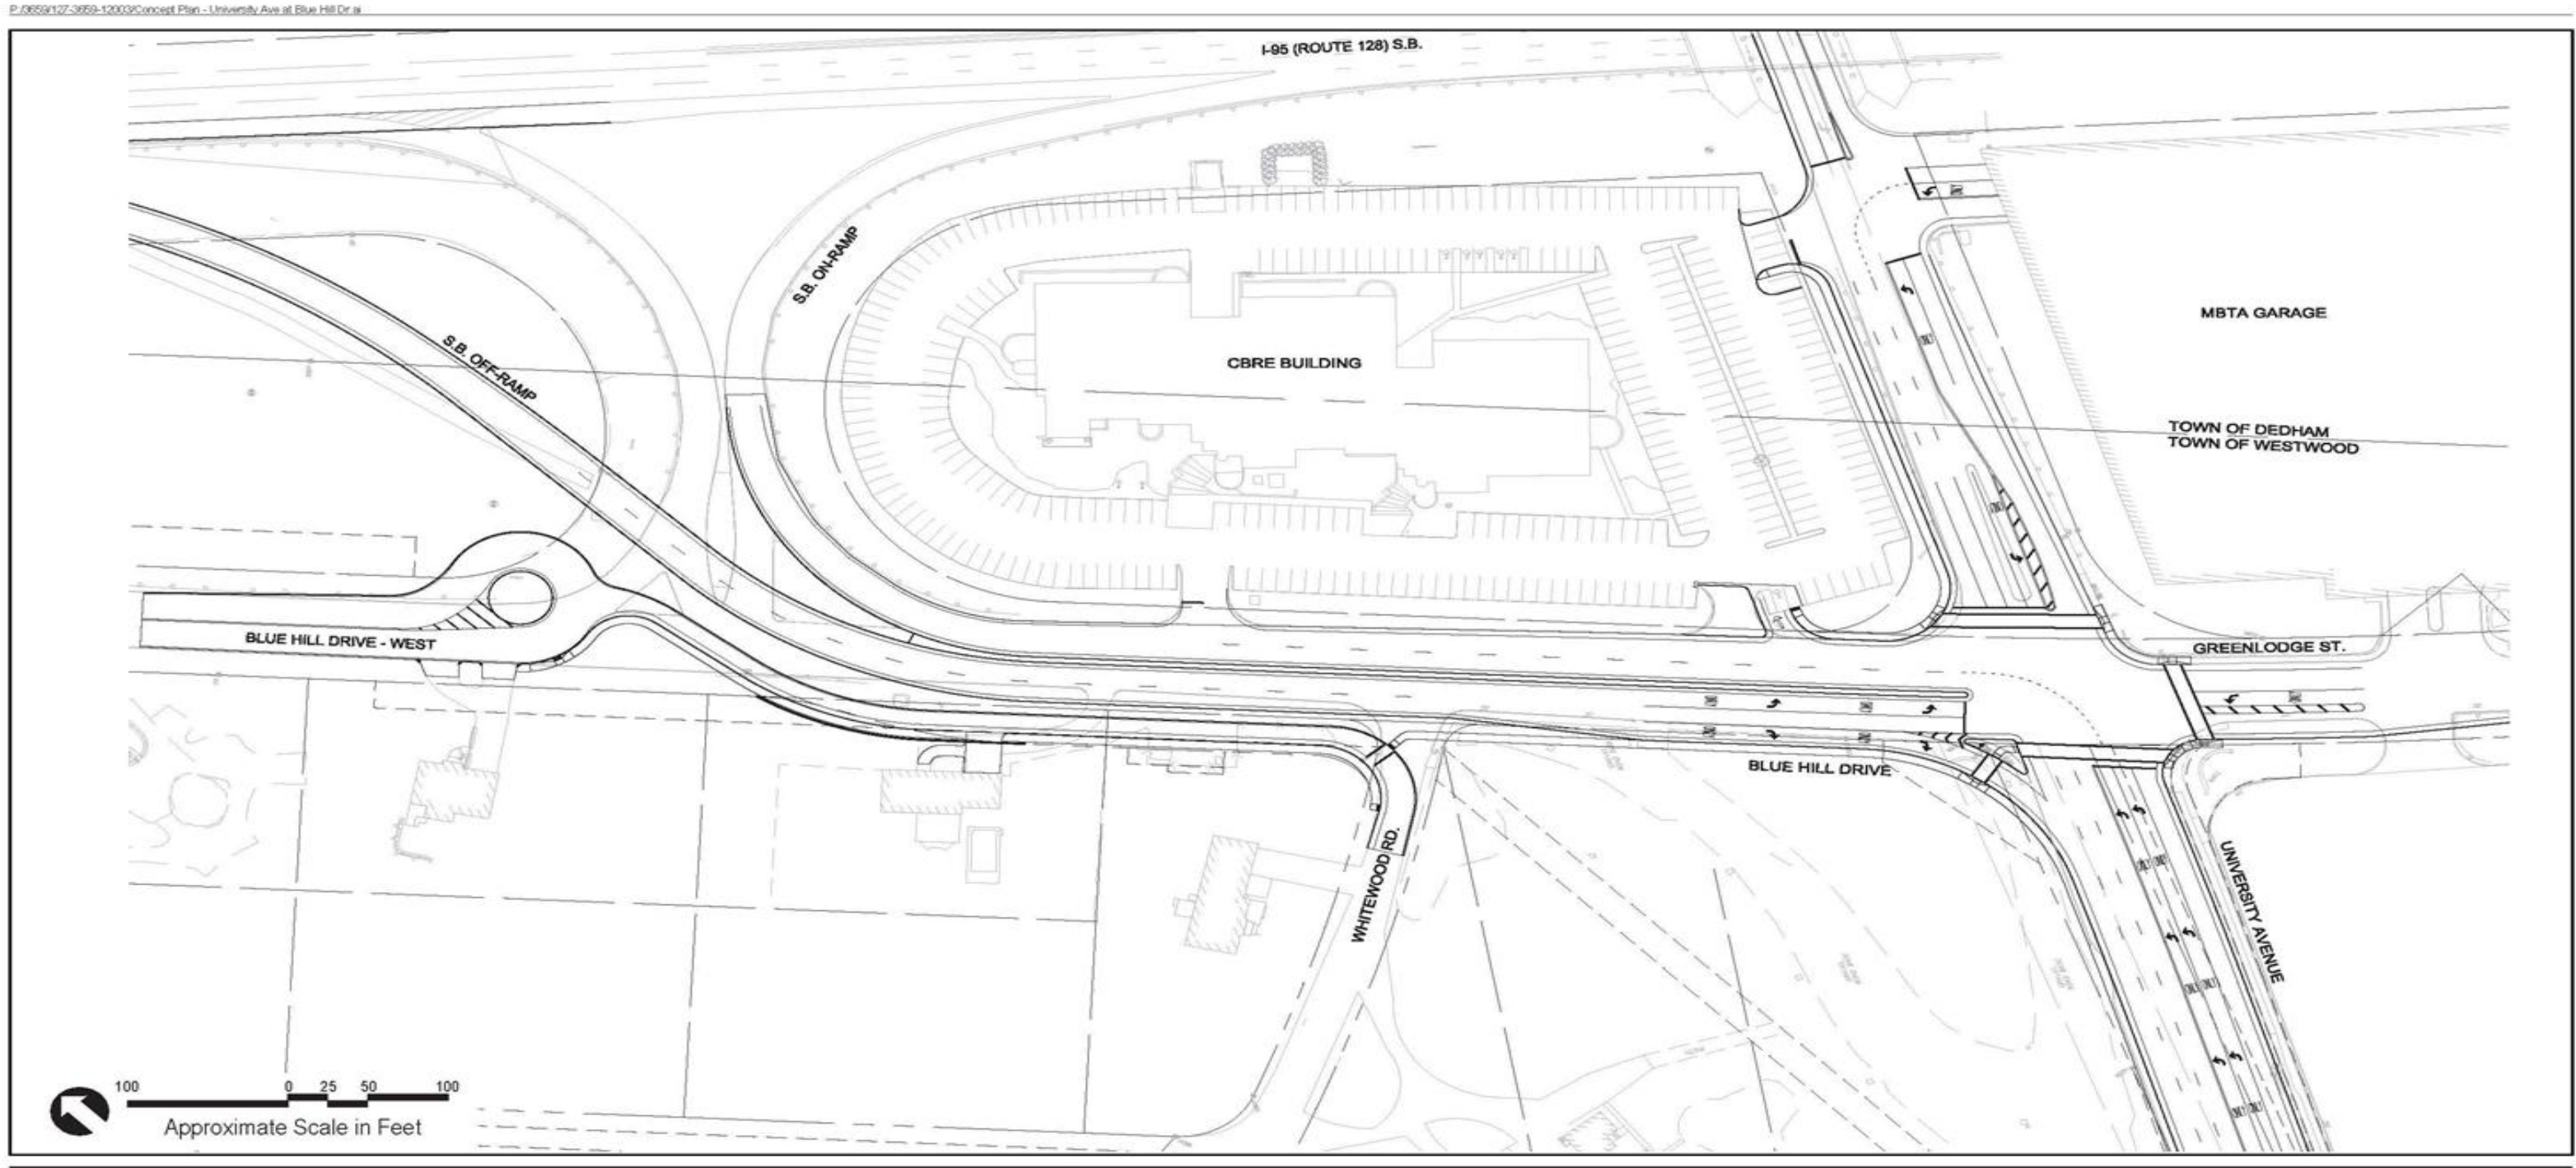 P:/3659/127-3659-12003/Concept Plan - University Ave at Blue Hill Dr.ai
I-95 (ROUTE 128) S.B.
S.B. ON-RAMP
MBTA GARAGE
S.B. OFF-RAMP
CBRE BUILDING
TOWN OF DEDHAM
TOWN OF WESTWOOD
BLUE HILL DRIVE - WEST
GREENLODGE ST.
BLUE HILL DRIVE
WHITEWOOD RD.
UNIVERSITY AVENUE
100 0 25 50 100
Approximate Scale in Feet